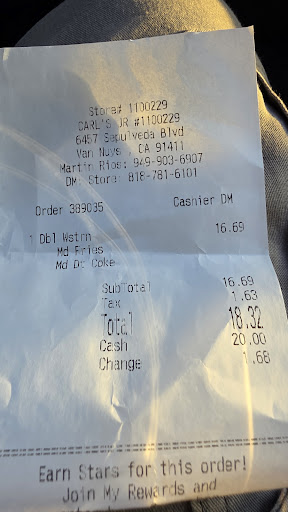 Store# 1100229
CARL'S JR #1100229
6457 Sepulveda Blvd
Van Nuys , CA 91411
Martin Rios: 949-903-6907
DM: Store: 818-781-6101
Order 389035 Cashier DM
1 Dbl Wstrn 16.69
Md Fries
Md Dt Coke
SubTotal 16.69
Tax 1.63
Total 18.32
Cash 20.00
Change 1.68
Earn Stars for this order!
Join My Rewards and